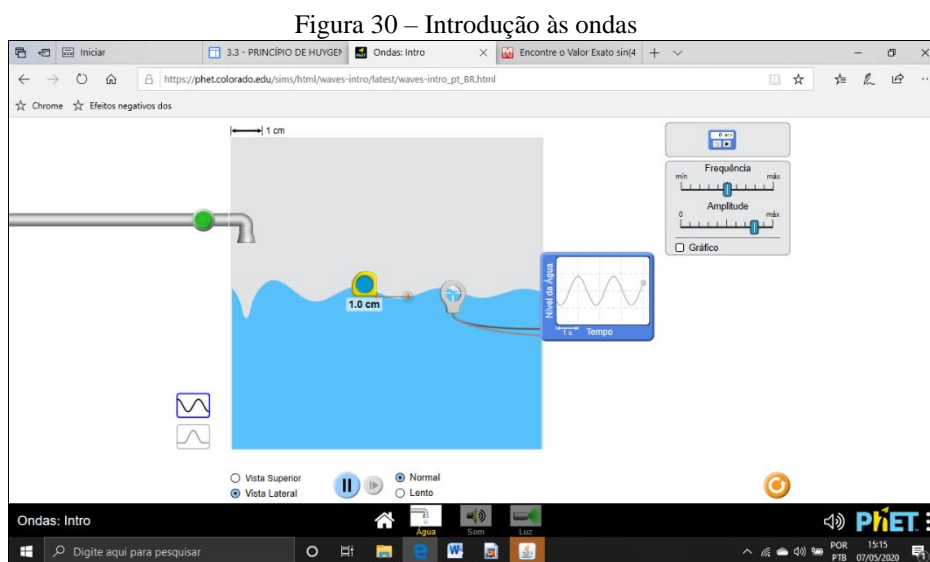 Figura 30 – Introdução às ondas
Iniciar
3.3 - PRINCÍPIO DE HUYGEN
Ondas: Intro
Encontre o Valor Exato sin(4
https://phet.colorado.edu/sims/html/waves-intro/latest/waves-intro_pt_BR.html
Chrome
Efeitos negativos dos
1 cm
Frequência
mín
máx
Amplitude
0
máx
Gráfico
1.0 cm
Nível da Água
1 s
Tempo
Vista Superior
Vista Lateral
Normal
Lento
Ondas: Intro
Água
Som
Luz
PhET
Digite aqui para pesquisar
POR
PTB
15:15
07/05/2020